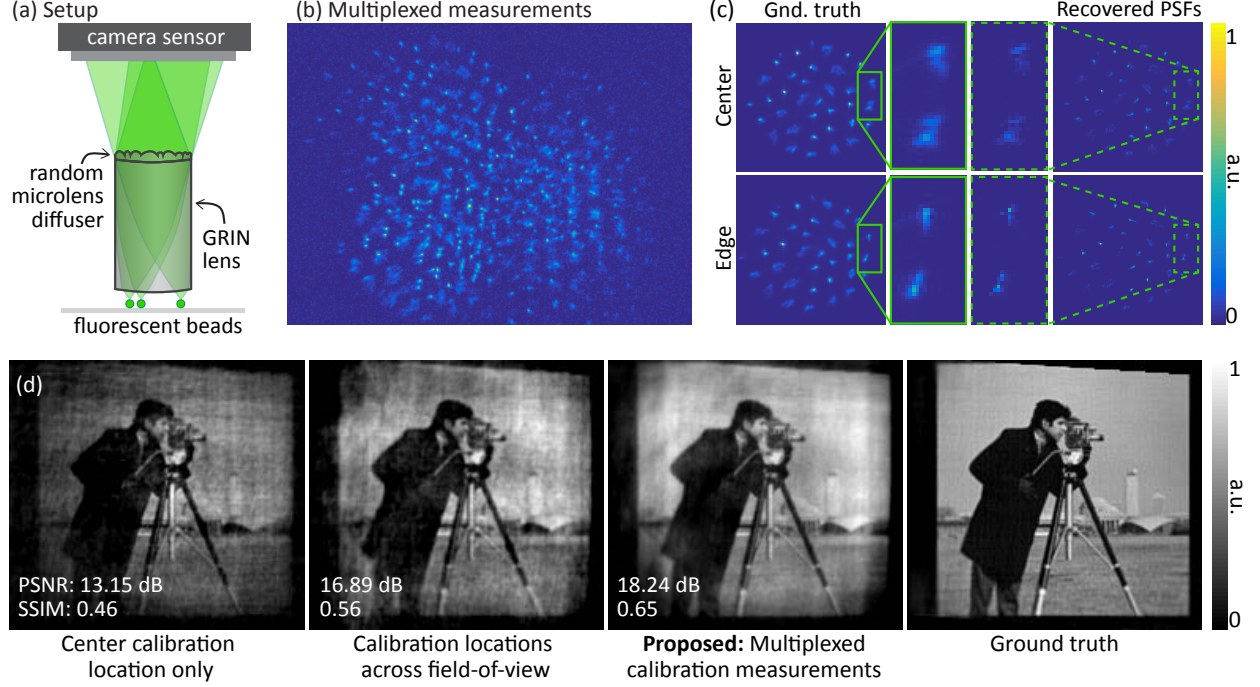 (a) Setup
camera sensor
random
microlens
diffuser
GRIN
lens
fluorescent beads
(b) Multiplexed measurements
(c)
Gnd. truth
Recovered PSFs
Center
Edge
1
a.u.
0
(d)
PSNR: 13.15 dB
SSIM: 0.46
16.89 dB
0.56
18.24 dB
0.65
1
a.u
0
Center calibration
location only
Calibration locations
across field-of-view
Proposed: Multiplexed
calibration measurements
Ground truth